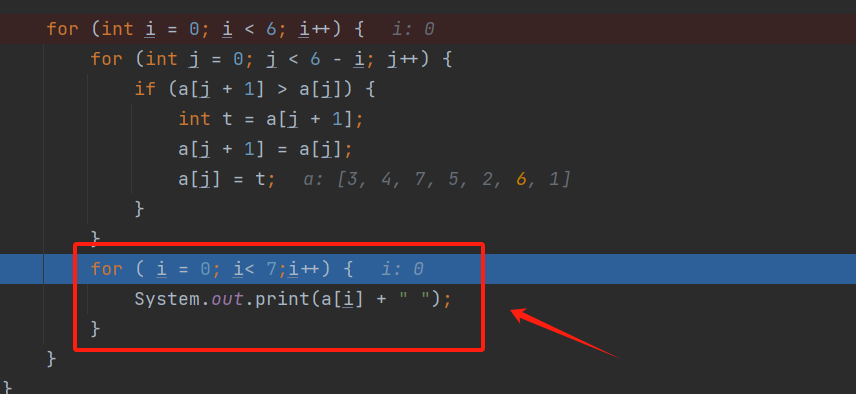 for (int i = 0; i < 6; i++) { i: 0
for (int j = 0; j < 6 - i; j++) {
if (a[j + 1] > a[j]) {
int t = a[j + 1];
a[j + 1] = a[j];
a[j] = t; a: [3, 4, 7, 5, 2, 6, 1]
}
}
for ( i = 0; i< 7;i++) { i: 0
System.out.print(a[i] + " ");
}
}
}